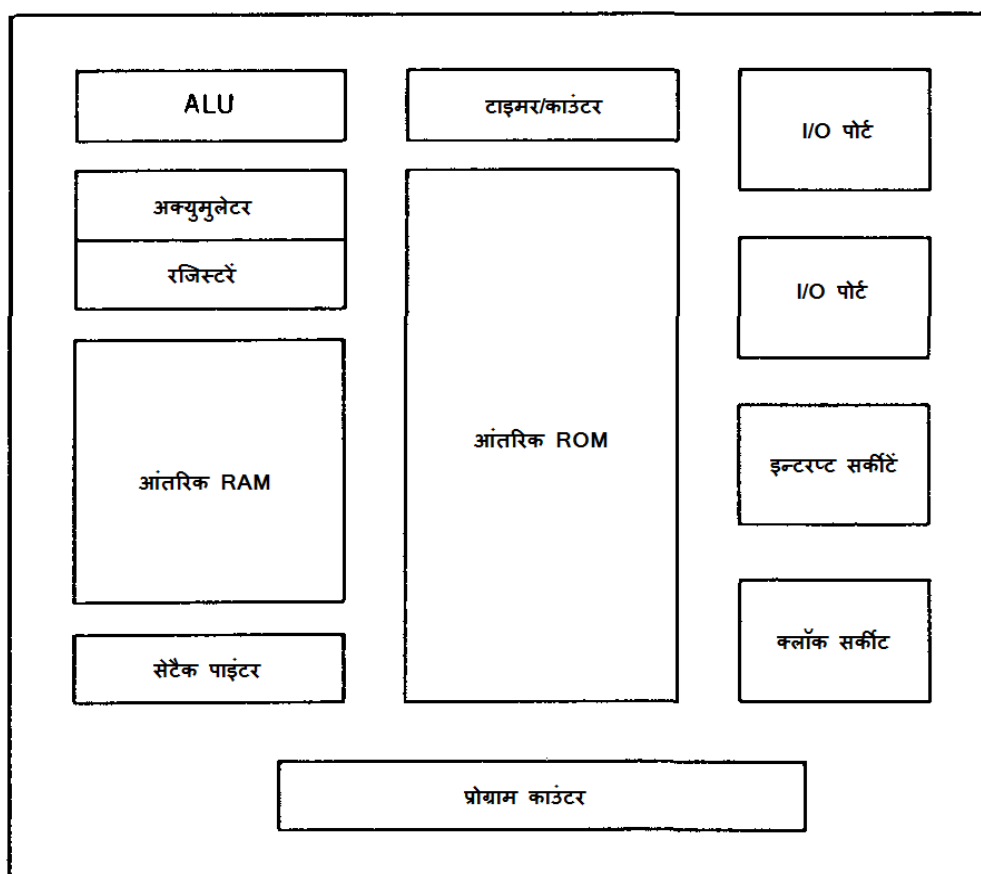 ALU
अक्युमुलेटर
रजिस्टरें
आंतरिक RAM
सेटैक पाइंटर
टाइमर/काउंटर
आंतरिक ROM
I/O पोर्ट
I/O पोर्ट
इन्टरप्ट सर्कीटें
क्लॉक सर्कीट
प्रोग्राम काउंटर